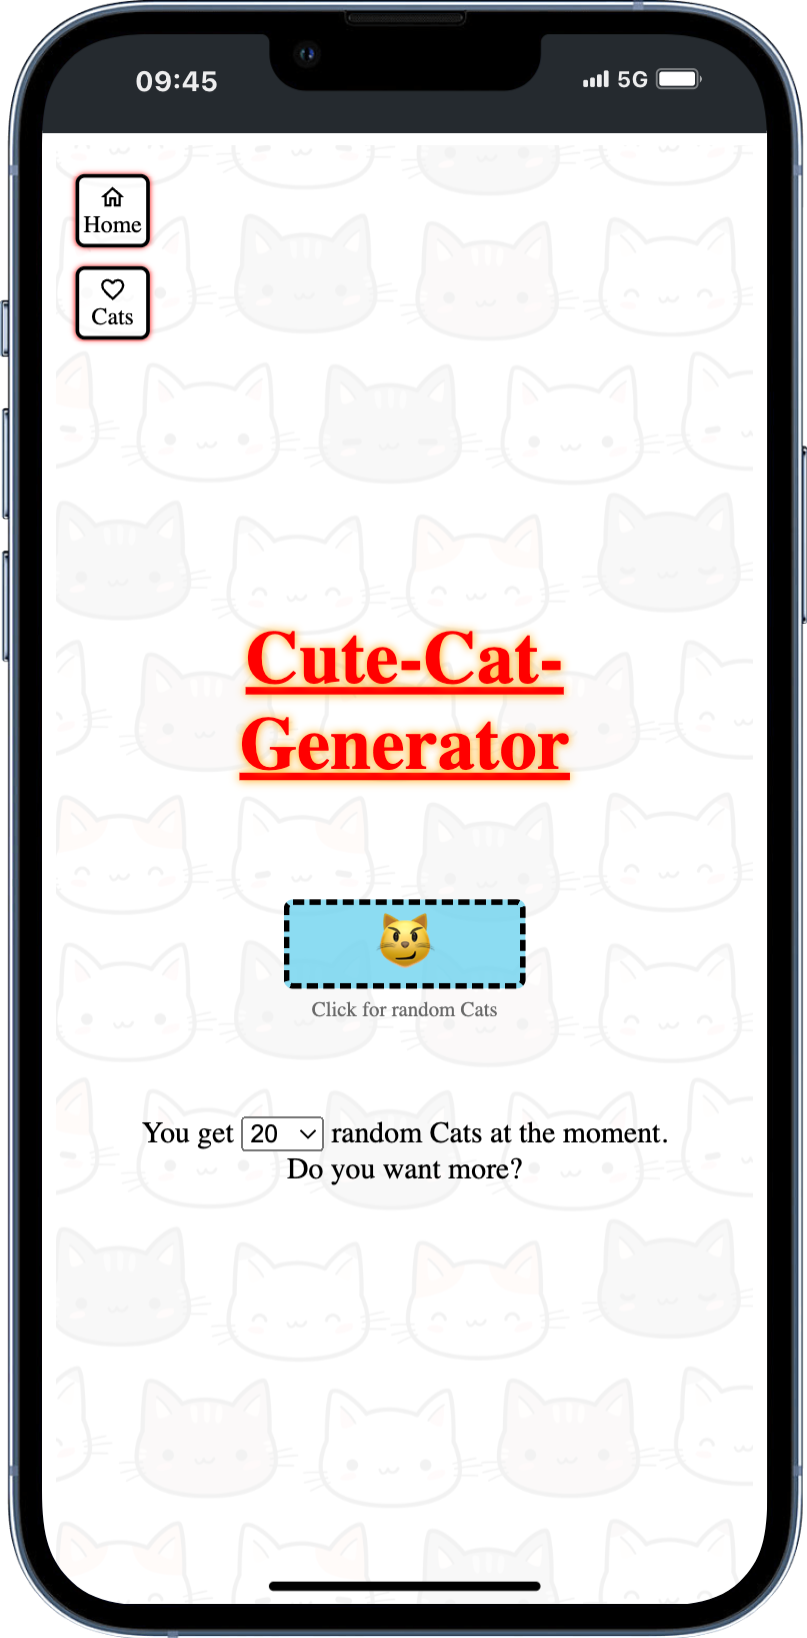 09:45
5G
Home
Cats
Cute-Cat-
Generator
Click for random Cats
You get 20 random Cats at the moment.
Do you want more?